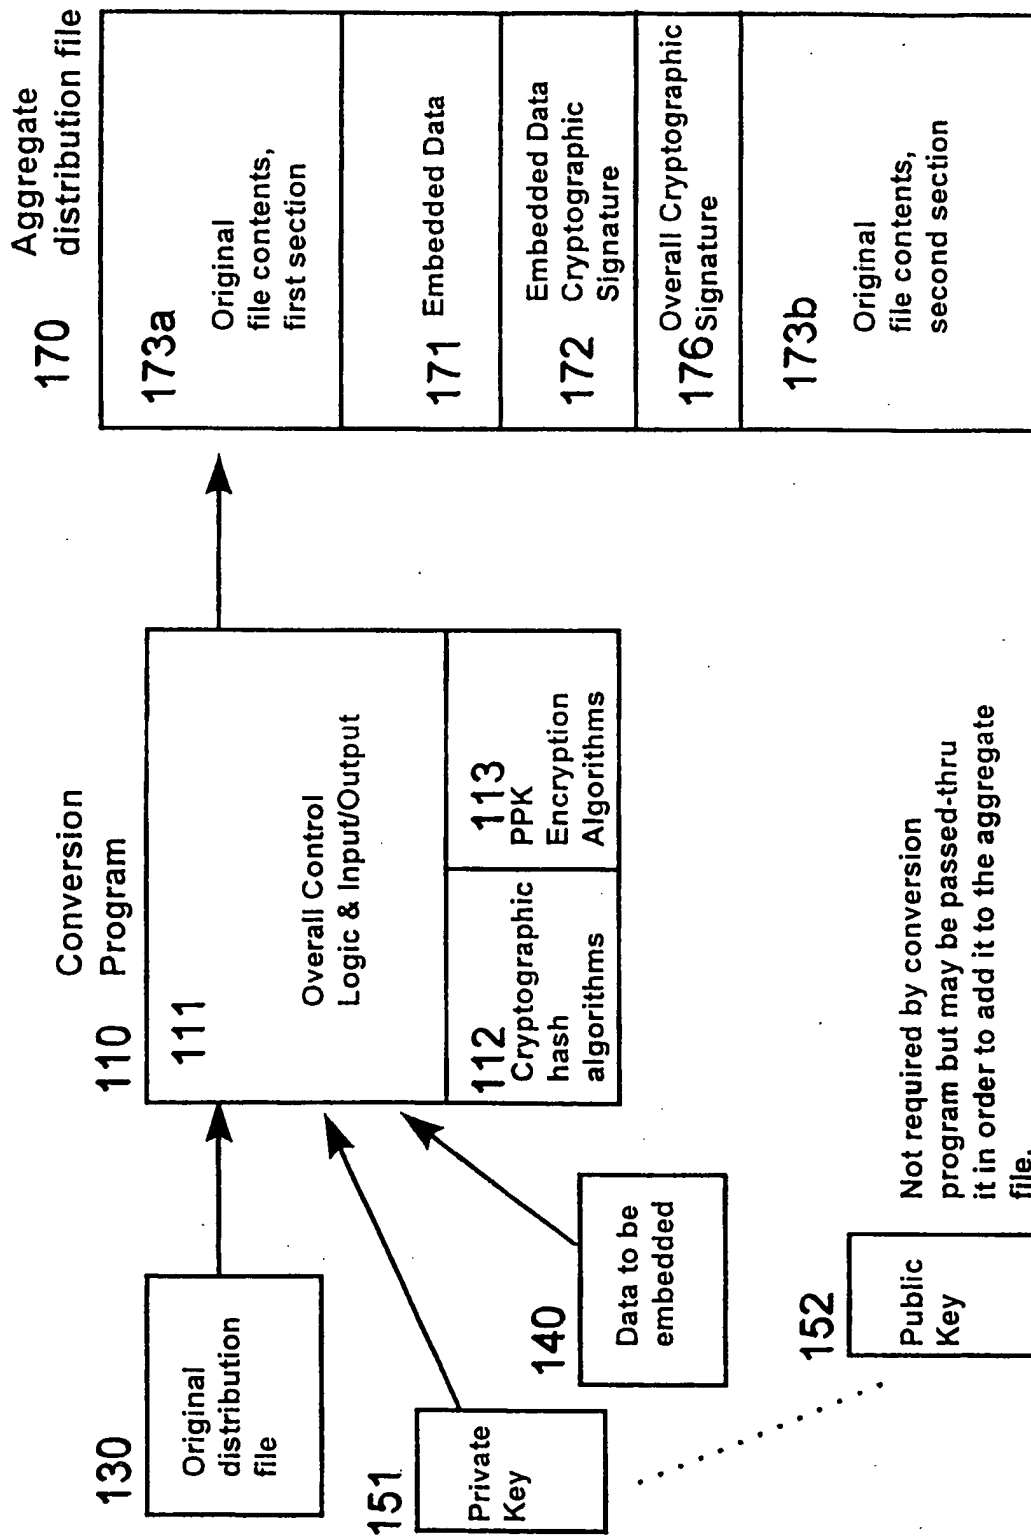 130
Original
distribution
file
151
Private
Key
140
Data to be
embedded
152
Public
Key
Not required by conversion
program but may be passed-thru
it in order to add it to the aggregate
file.
Conversion
110 Program
111
Overall Control
Logic & Input/Output
112
Cryptographic
hash
algorithms
113
PPK
Encryption
Algorithms
Aggregate
170 distribution file
173a
Original
file contents,
first section
171 Embedded Data
Embedded Data
Cryptographic
172 Signature
Overall Cryptographic
176 Signature
173b
Original
file contents,
second section